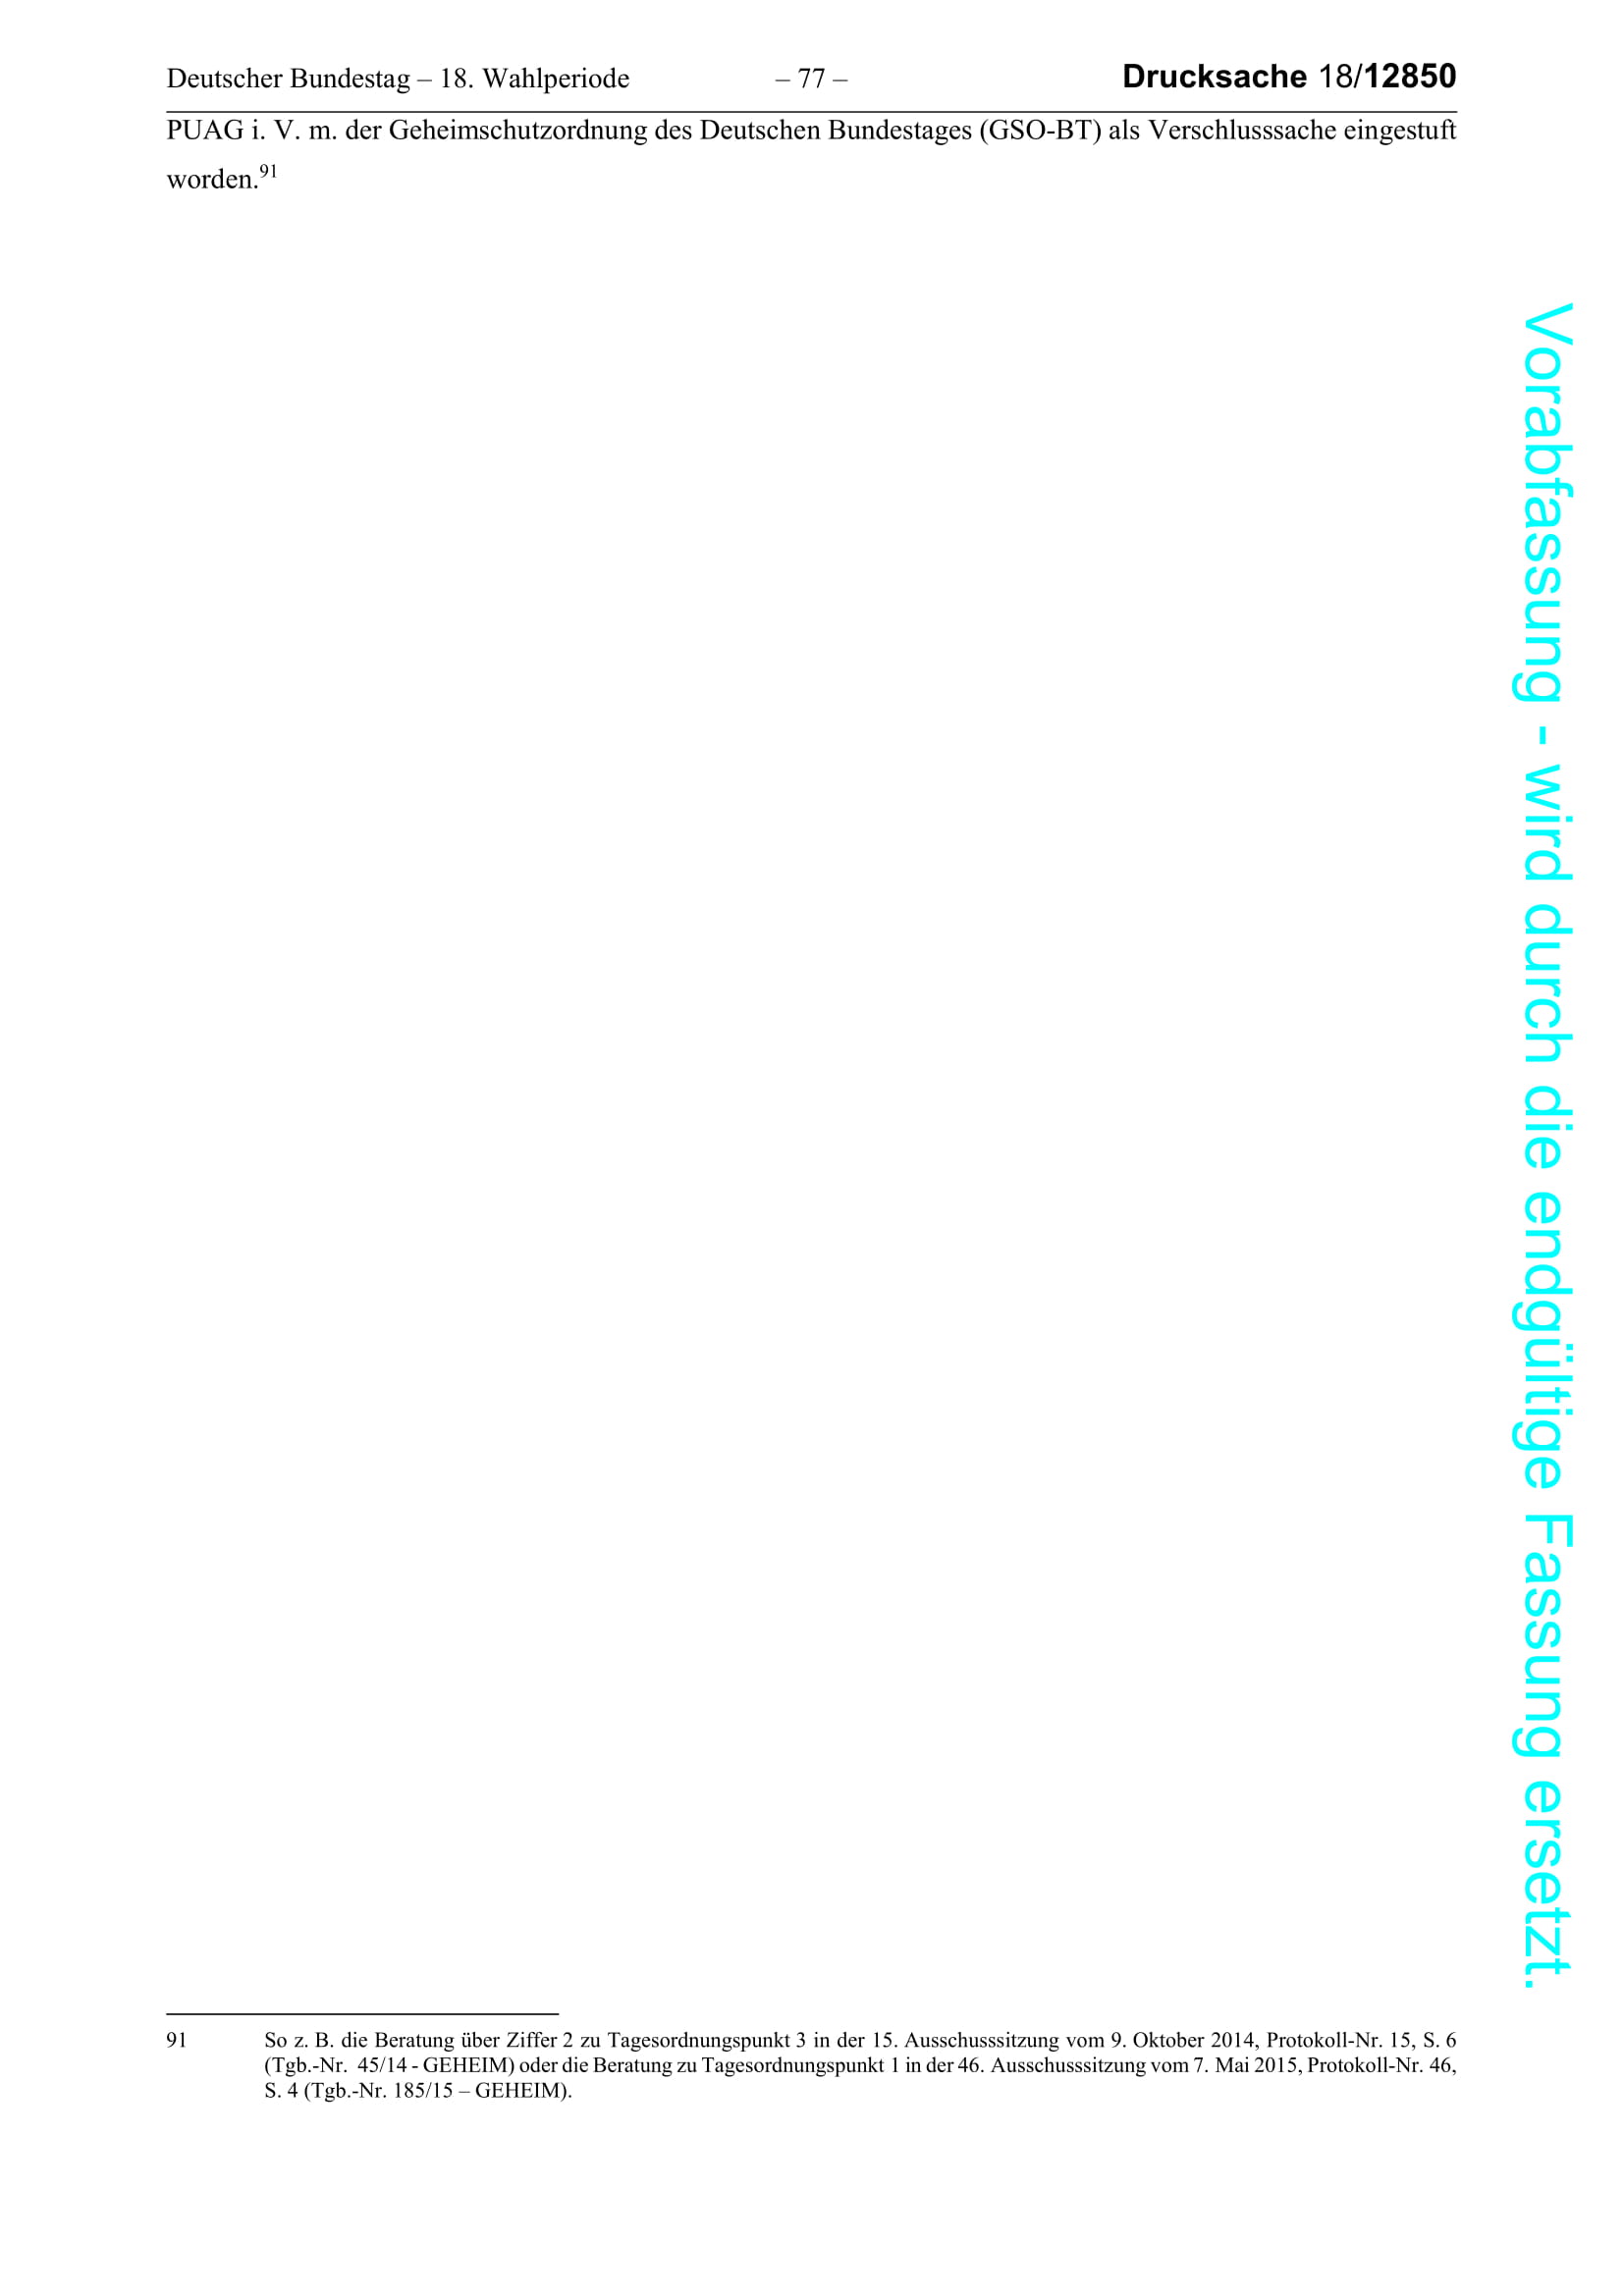 Deutscher Bundestag – 18. Wahlperiode – 77 – Drucksache 18/12850
PUAG i. V. m. der Geheimschutzordnung des Deutschen Bundestages (GSO-BT) als Verschlusssache eingestuft
worden.91
Vorabfassung - wird durch die endgültige Fassung ersetzt.
91 So z. B. die Beratung über Ziffer 2 zu Tagesordnungspunkt 3 in der 15. Ausschusssitzung vom 9. Oktober 2014, Protokoll-Nr. 15, S. 6
(Tgb.-Nr. 45/14 - GEHEIM) oder die Beratung zu Tagesordnungspunkt 1 in der 46. Ausschusssitzung vom 7. Mai 2015, Protokoll-Nr. 46,
S. 4 (Tgb.-Nr. 185/15 – GEHEIM).